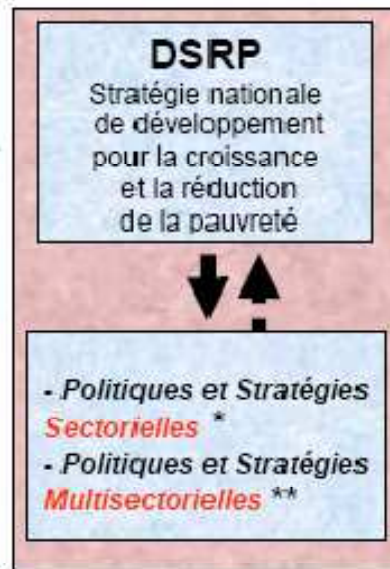 DSRP
Stratégie nationale
de développement
pour la croissance
et la réduction
de la pauvreté
- Politiques et Stratégies
Sectorielles *
- Politiques et Stratégies
Multisectorielles **